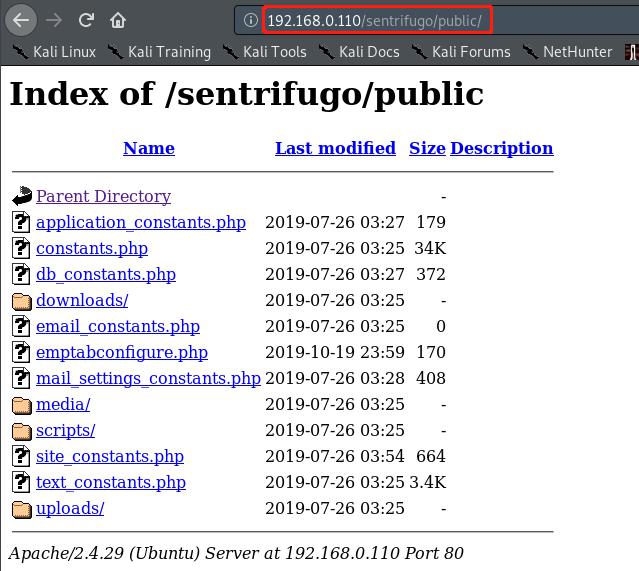 192.168.0.110/sentrifugo/public/
Kali Linux Kali Training Kali Tools Kali Docs Kali Forums NetHunter
Index of /sentrifugo/public
Name Last modified Size Description
Parent Directory -
application_constants.php 2019-07-26 03:27 179
constants.php 2019-07-26 03:25 34K
db_constants.php 2019-07-26 03:27 372
downloads/ 2019-07-26 03:25 -
email_constants.php 2019-07-26 03:25 0
emptabconfigure.php 2019-10-19 23:59 170
mail_settings_constants.php 2019-07-26 03:28 408
media/ 2019-07-26 03:25 -
scripts/ 2019-07-26 03:25 -
site_constants.php 2019-07-26 03:54 664
text_constants.php 2019-07-26 03:25 3.4K
uploads/ 2019-07-26 03:25 -
Apache/2.4.29 (Ubuntu) Server at 192.168.0.110 Port 80